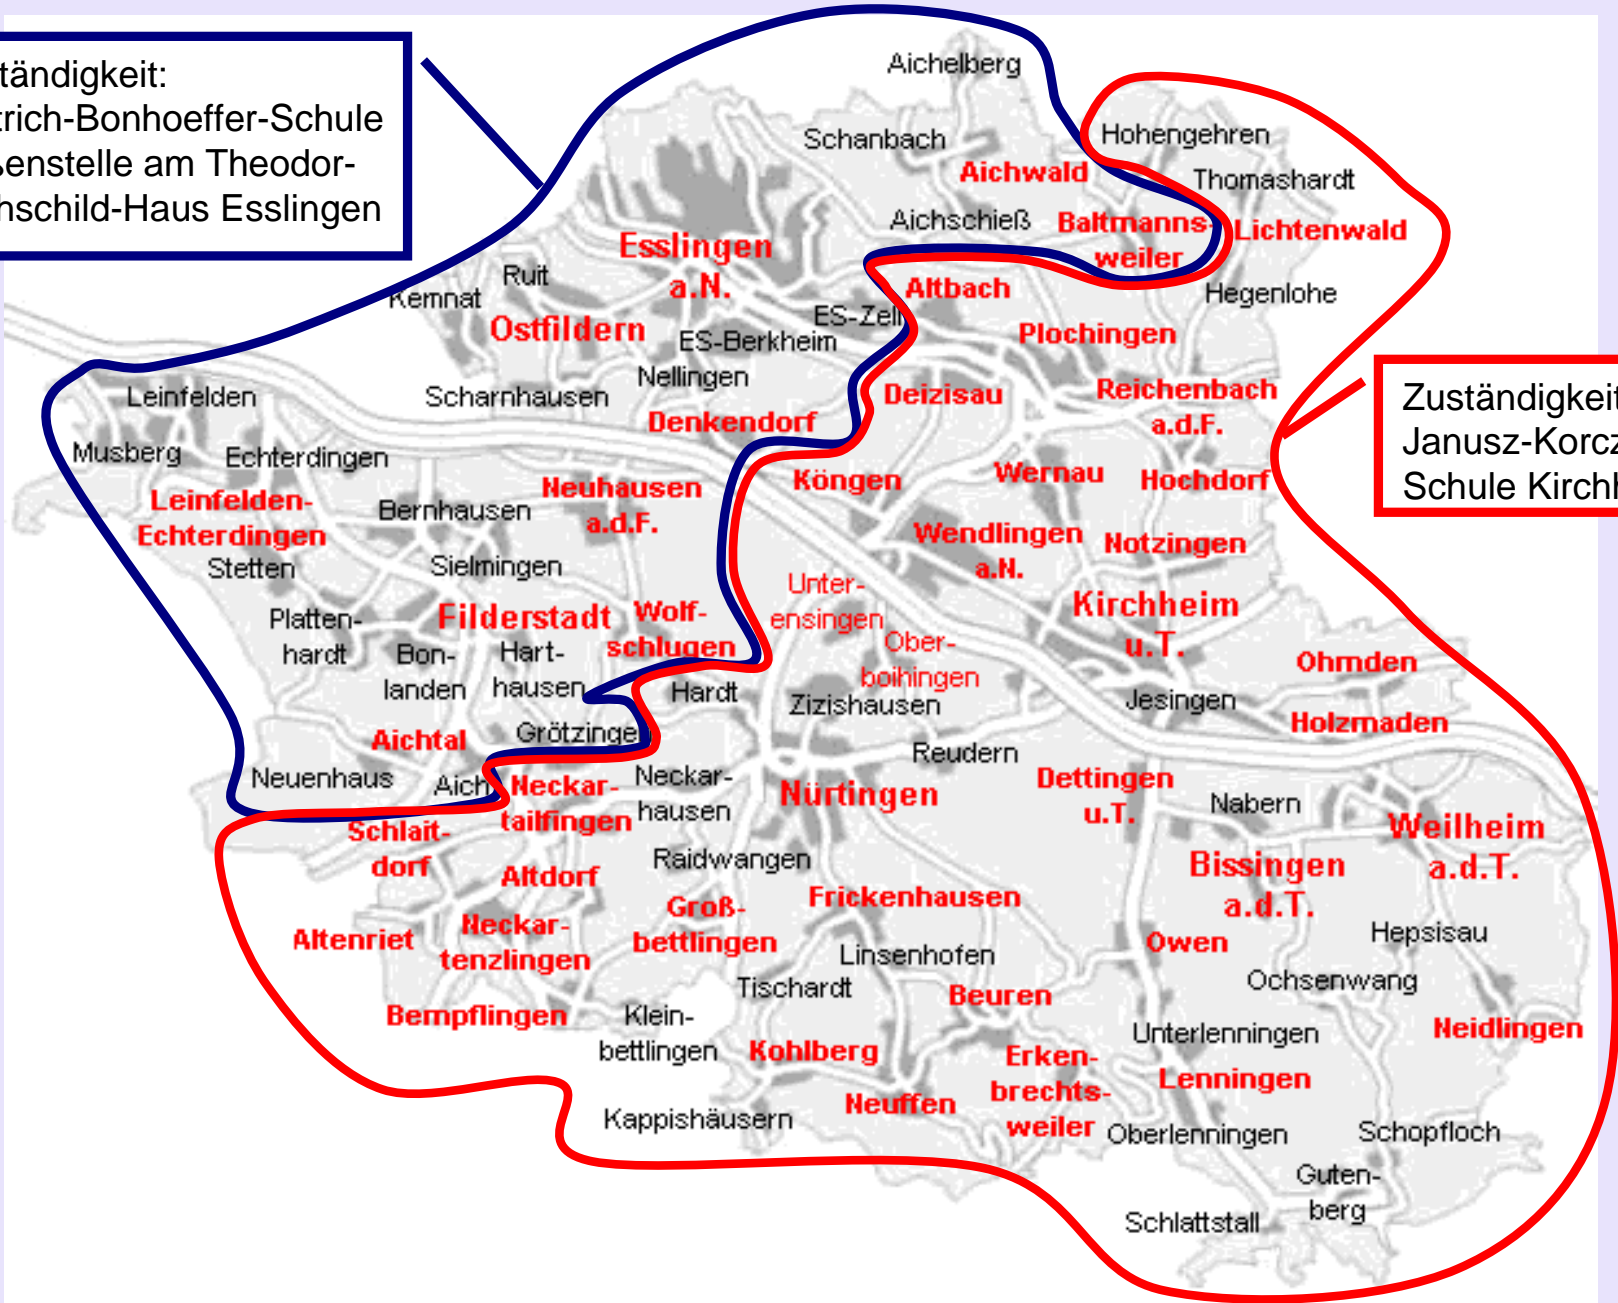 ständigkeit:
trich-Bonhoeffer-Schule
ßenstelle am Theodor-
hschild-Haus Esslingen
Aichelberg
Schanbach
Hohengehren
Aichwald
Thomashardt
Aichschieß
Baltmanns-
weiler
Lichtenwald
Esslingen
a.N.
Ruit
Kemnat
Altbach
Hegenlohe
Ostfildern
ES-Zell
ES-Berkheim
Plochingen
Nellingen
Leinfelden
Scharnhausen
Deizisau
Reichenbach
a.d.F.
Denkendorf
Zuständigkeit
Janusz-Korcz
Schule Kirchh
Musberg
Echterdingen
Köngen
Wernau
Hochdorf
Leinfelden-
Echterdingen
Neuhausen
a.d.F.
Bernhausen
Wendlingen
a.N.
Notzingen
Stetten
Sielmingen
Unter-
ensingen
Platten-
hardt
Filderstadt
Wolf-
schlugen
Kirchheim
u.T.
Bon-
landen
Hart-
hausen
Ober-
boihingen
Ohmden
Hardt
Zizishausen
Jesingen
Holzmaden
Aichtal
Grötzinge
Reudern
Neuenhaus
Aich
Neckar-
tailfingen
Neckar-
hausen
Nürtingen
Dettingen
u.T.
Nabern
Schlait-
dorf
Weilheim
a.d.T.
Raidwangen
Bissingen
a.d.T.
Altdorf
Frickenhausen
Groß-
bettlingen
Altenriet
Neckar-
tenzlingen
Owen
Hepsisau
Linsenhofen
Ochsenwang
Tischardt
Beuren
Bempflingen
Klein-
bettlingen
Unterlenningen
Neidlingen
Kohlberg
Erken-
brechts-
weiler
Lenningen
Neuffen
Kappishäusern
Oberlenningen
Schopfloch
Guten-
berg
Schlattstall